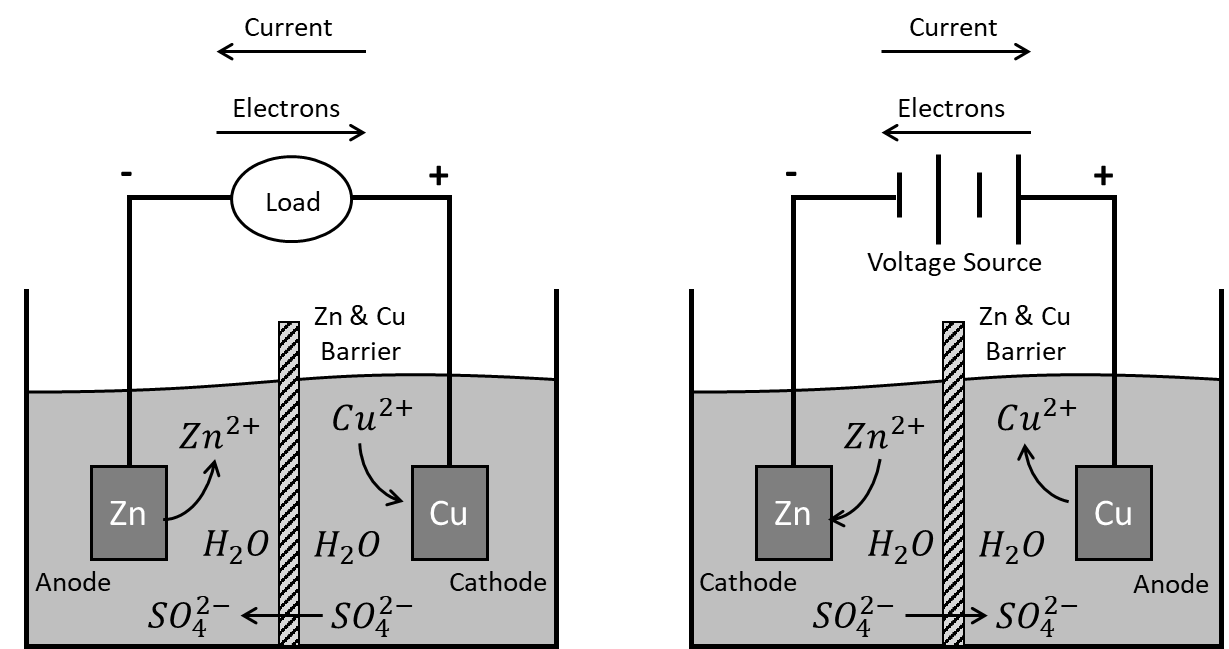 Current
Electrons
- +
Load
Zn & Cu
Barrier
Zn²⁺ Cu²⁺
Zn Cu
H₂O H₂O
Anode Cathode
SO₄²⁻ SO₄²⁻
Current
Electrons
- +
Voltage Source
Zn & Cu
Barrier
Zn²⁺ Cu²⁺
Zn Cu
H₂O H₂O
Cathode Anode
SO₄²⁻ SO₄²⁻